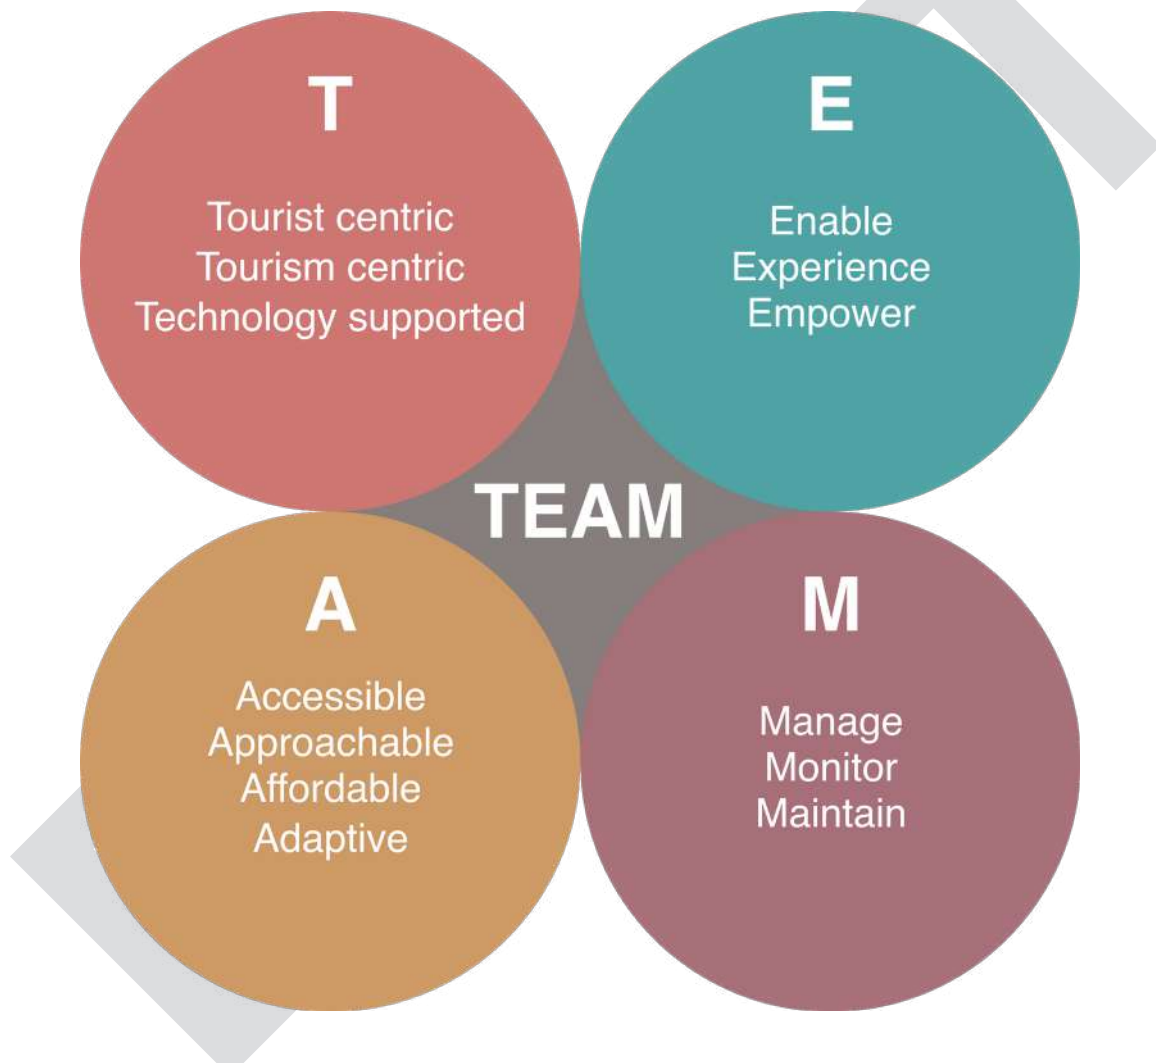 T
Tourist centric
Tourism centric
Technology supported
E
Enable
Experience
Empower
TEAM
A
Accessible
Approachable
Affordable
Adaptive
M
Manage
Monitor
Maintain